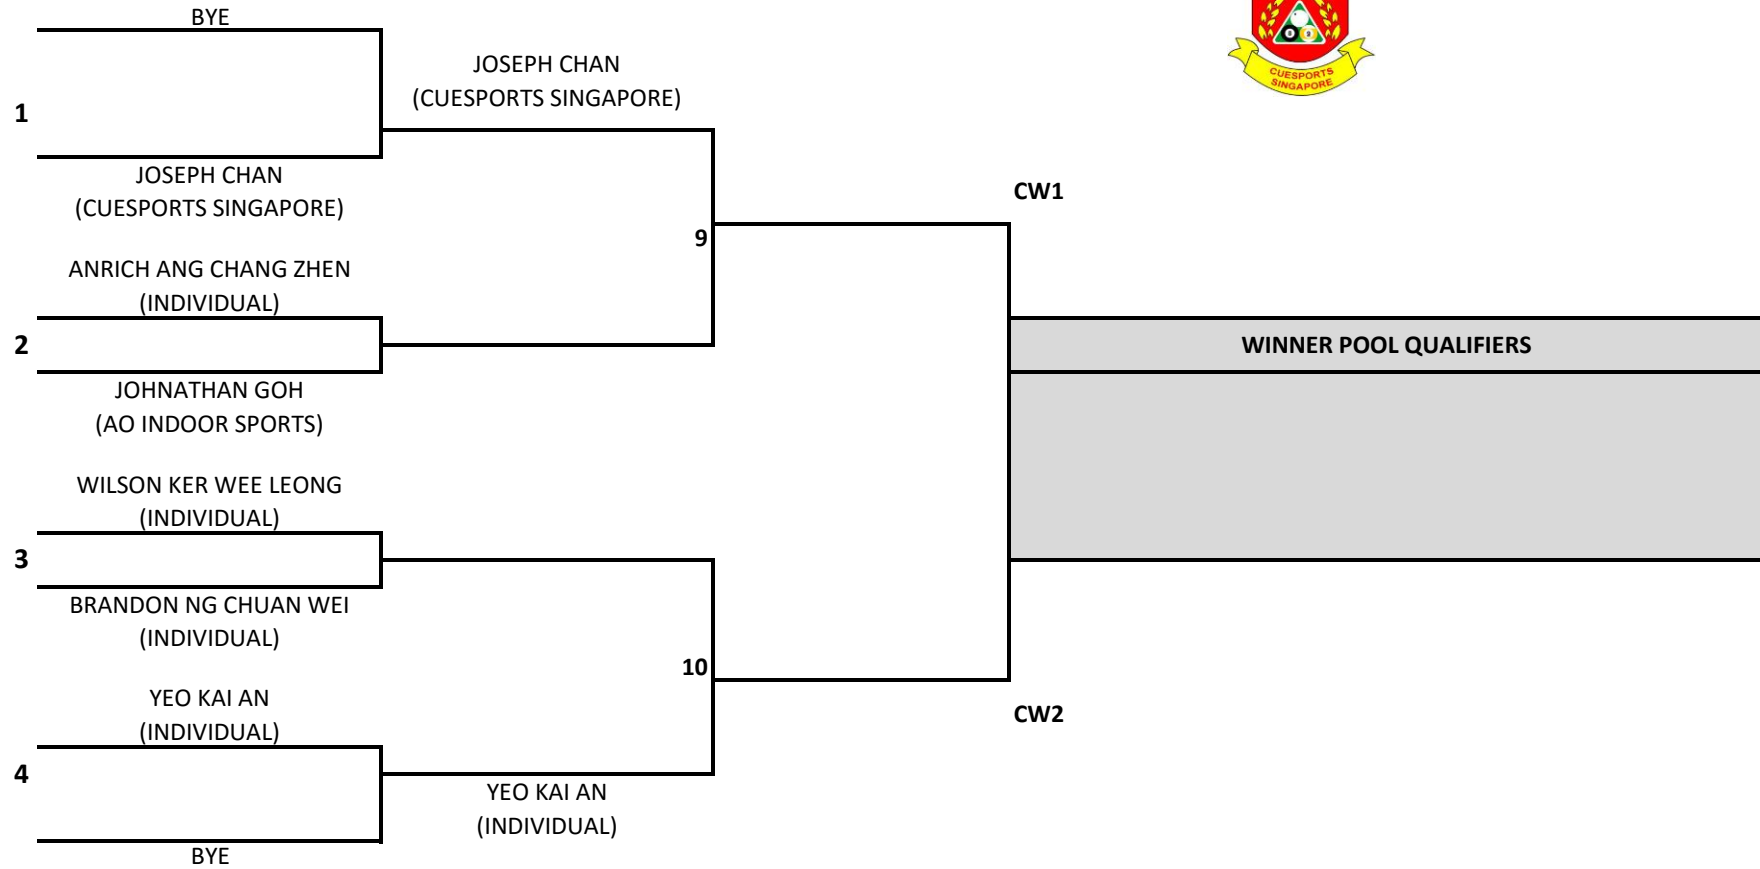 BYE
JOSEPH CHAN
(CUESPORTS SINGAPORE)
CUESPORTS
SINGAPORE
1
JOSEPH CHAN
(CUESPORTS SINGAPORE)
CW1
9
ANRICH ANG CHANG ZHEN
(INDIVIDUAL)
2
WINNER POOL QUALIFIERS
JOHNATHAN GOH
(AO INDOOR SPORTS)
WILSON KER WEE LEONG
(INDIVIDUAL)
3
BRANDON NG CHUAN WEI
(INDIVIDUAL)
10
YEO KAI AN
(INDIVIDUAL)
CW2
4
YEO KAI AN
(INDIVIDUAL)
BYE